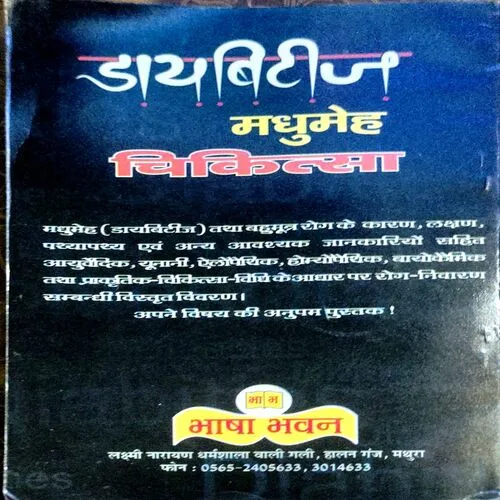 डायबिटीज
मधुमेह
चिकित्सा
मधुमेह (डायबिटीज) तथा बहुमूत्र रोग के कारण, लक्षण,
पथ्यापथ्य एवं अन्य आवश्यक जानकारियों सहित
आयुर्वेदिक, यूनानी, ऐलोपैथिक, होम्योपैथिक, बायोकैमिक
तथा प्राकृतिक-चिकित्सा-विधि के आधार पर रोग-निवारण
सम्बन्धी विस्तृत विवरण।
अपने विषय की अनुपम पुस्तक !
भा भ
भाषा भवन
लक्ष्मी नारायण धर्मशाला वाली गली, हालन गंज, मथुरा
फोन : 0565-2405633, 3014633